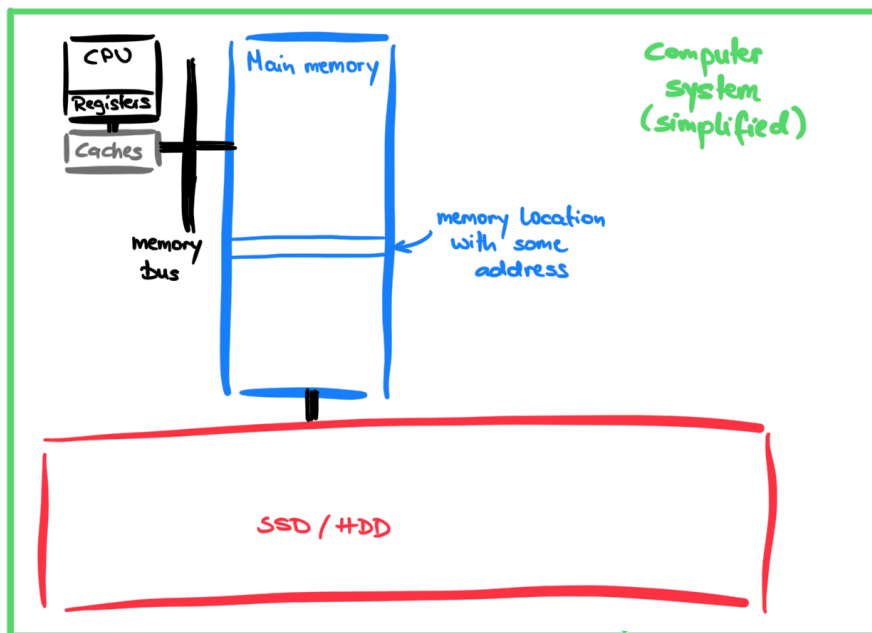 CPU
Registers
Caches
memory
bus
Main memory
memory location
with some
address
Computer
system
(simplified)
SSD / HDD